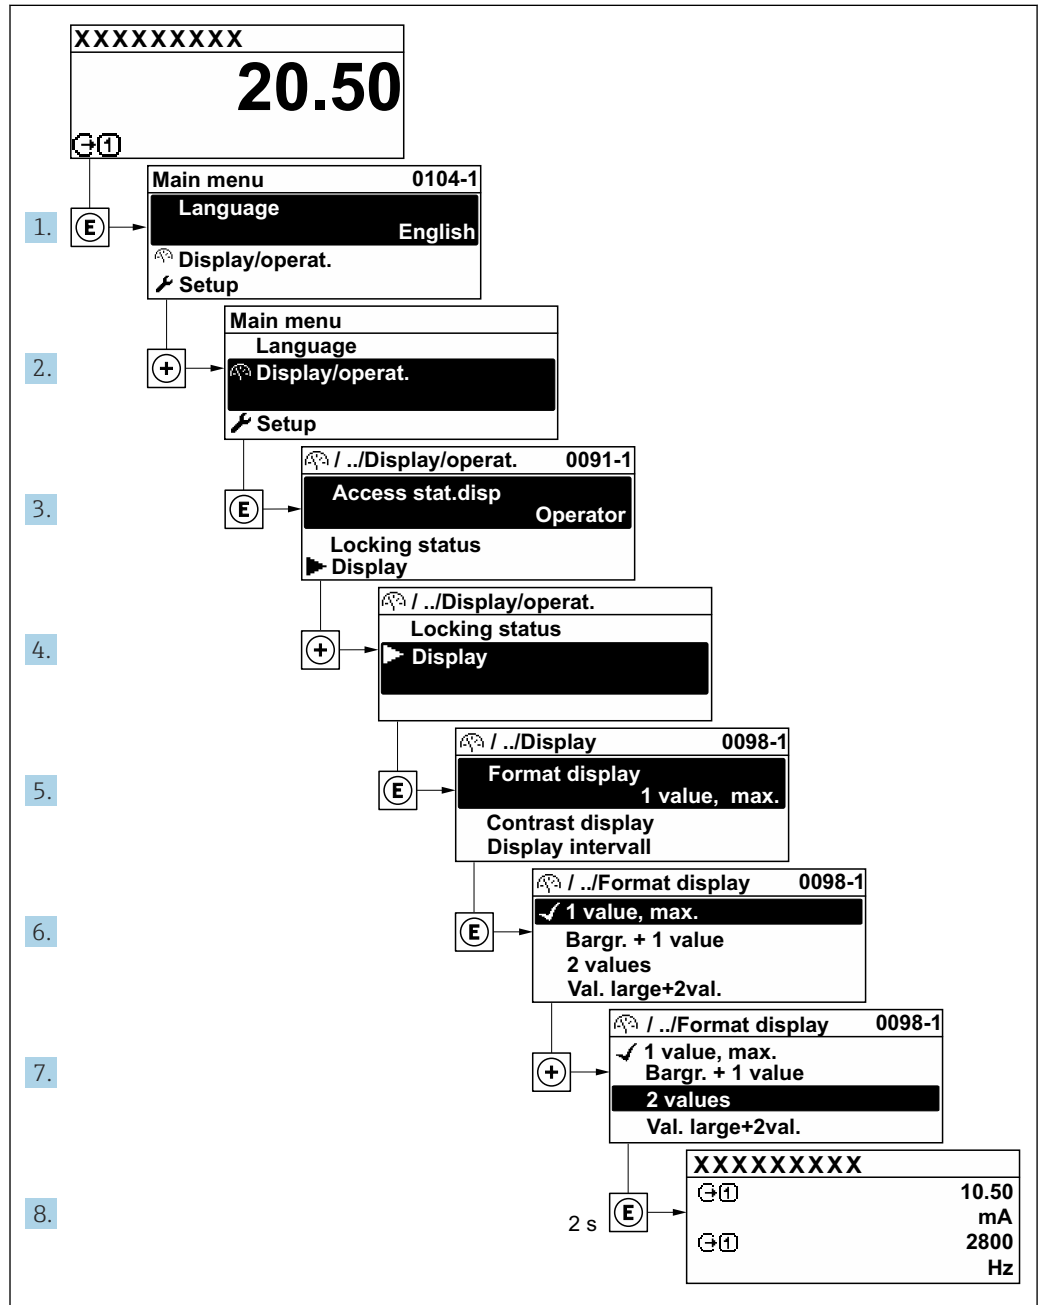 XXXXXXXXX
20.50
1
Main menu 0104-1
Language
1. E English
Display/operat.
Setup
Main menu
Language
2. + Display/operat.
Setup
/ ../Display/operat. 0091-1
Access stat.disp
3. E Operator
Locking status
Display
/ ../Display/operat.
Locking status
4. + Display
/ ../Display 0098-1
Format display
5. E 1 value, max.
Contrast display
Display intervall
/ ../Format display 0098-1
1 value, max.
6. E Bargr. + 1 value
2 values
Val. large+2val.
/ ../Format display 0098-1
1 value, max.
7. + Bargr. + 1 value
2 values
Val. large+2val.
XXXXXXXXX
1 10.50
8. 2 s E mA
1 2800
Hz